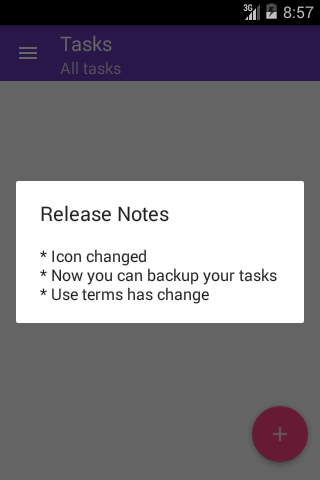 3G 8:57
Tasks
All tasks
Release Notes
* Icon changed
* Now you can backup your tasks
* Use terms has change
+